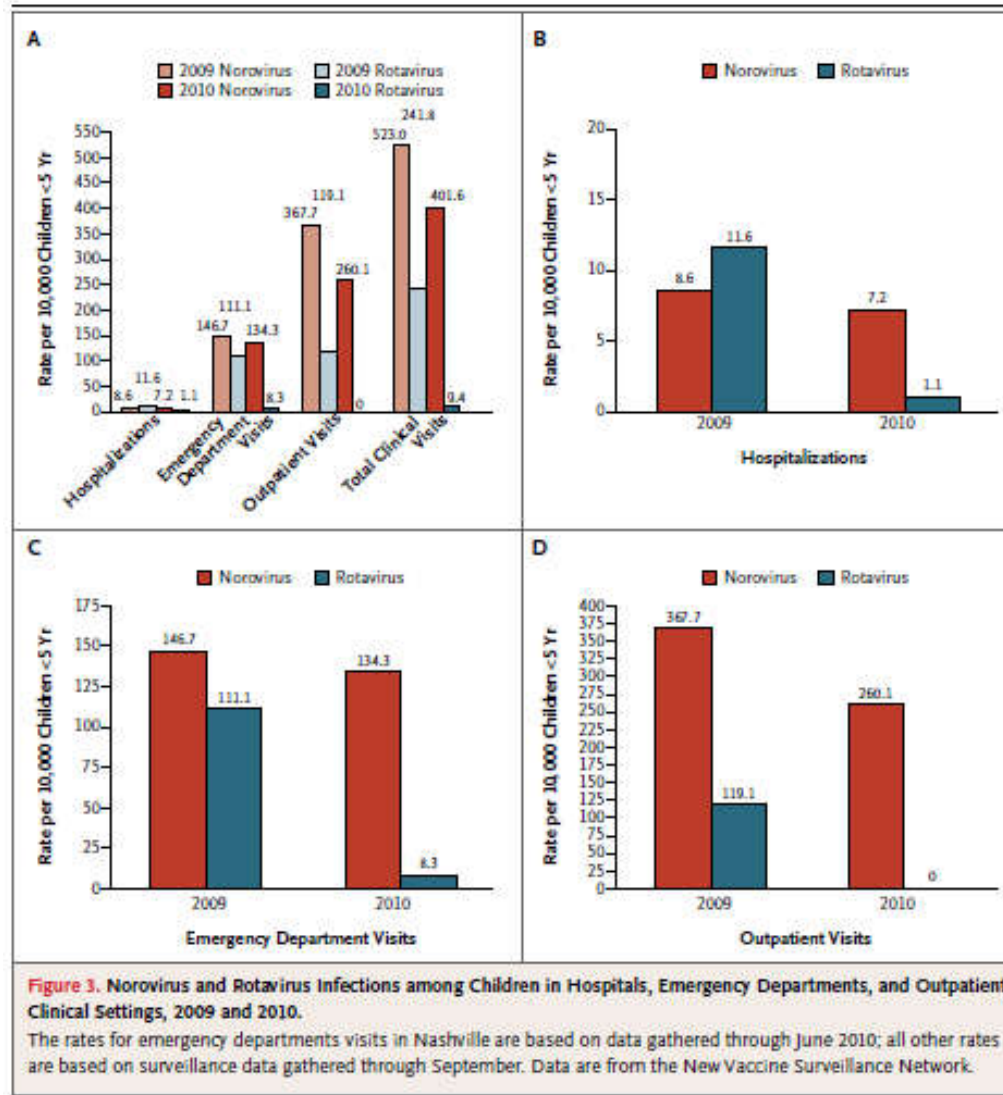 A
2009 Norovirus 2009 Rotavirus
2010 Norovirus 2010 Rotavirus
Rate per 10,000 Children <5 Yr
550
500
450
400
350
300
250
200
150
100
50
0
8.6 11.6 7.2 1.1
146.7 111.1 134.3 8.3
367.7 119.1 260.1 0
523.0 241.8 401.6 9.4
Hospitalizations
Emergency
Department
Visits
Outpatient Visits
Total Clinical
Visits
B
Norovirus Rotavirus
Rate per 10,000 Children <5 Yr
20
15
10
5
0
8.6 11.6 7.2 1.1
2009 2010
Hospitalizations
C
Norovirus Rotavirus
Rate per 10,000 Children <5 Yr
175
150
125
100
75
50
25
0
146.7 111.1 134.3 8.3
2009 2010
Emergency Department Visits
D
Norovirus Rotavirus
Rate per 10,000 Children <5 Yr
400
375
350
325
300
275
250
225
200
175
150
125
100
75
50
25
0
367.7 119.1 260.1 0
2009 2010
Outpatient Visits
Figure 3. Norovirus and Rotavirus Infections among Children in Hospitals, Emergency Departments, and Outpatient
Clinical Settings, 2009 and 2010.
The rates for emergency departments visits in Nashville are based on data gathered through June 2010; all other rates
are based on surveillance data gathered through September. Data are from the New Vaccine Surveillance Network.